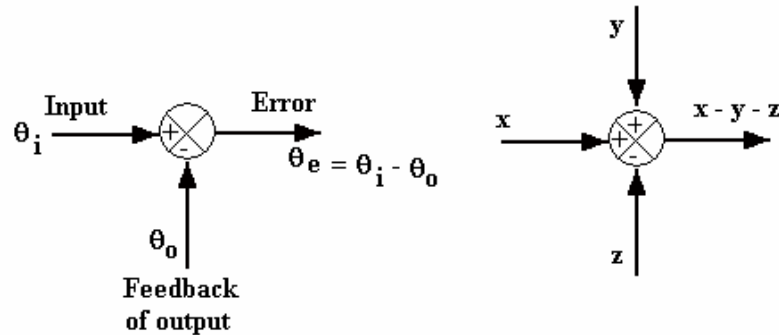 Input
Error
θi
+
-
θe = θi - θo
θo
Feedback
of output
y
x
+
+
-
x - y - z
z